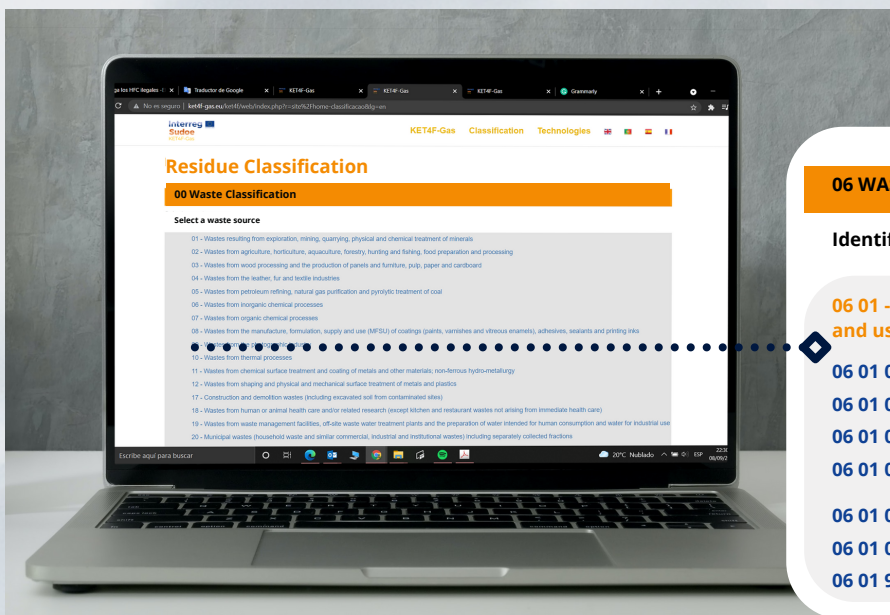 ga los HFC ilegales -
Traductor de Google
KET4F-Gas
KET4F-Gas
KET4F-Gas
Grammarly
No es seguro | ket4f-gas.eu/ket4f/web/index.php?r=site%2Fhome-classificacao&lg=en
Interreg
Sudoe
KET4F-Gas
KET4F-Gas Classification Technologies
Residue Classification
00 Waste Classification
Select a waste source
01 - Wastes resulting from exploration, mining, quarrying, physical and chemical treatment of minerals
02 - Wastes from agriculture, horticulture, aquaculture, forestry, hunting and fishing, food preparation and processing
03 - Wastes from wood processing and the production of panels and furniture, pulp, paper and cardboard
04 - Wastes from the leather, fur and textile industries
05 - Wastes from petroleum refining, natural gas purification and pyrolytic treatment of coal
06 - Wastes from inorganic chemical processes
07 - Wastes from organic chemical processes
08 - Wastes from the manufacture, formulation, supply and use (MFSU) of coatings (paints, varnishes and vitreous enamels), adhesives, sealants and printing inks
09 - Wastes from the photographic industry
10 - Wastes from thermal processes
11 - Wastes from chemical surface treatment and coating of metals and other materials; non-ferrous hydro-metallurgy
12 - Wastes from shaping and physical and mechanical surface treatment of metals and plastics
17 - Construction and demolition wastes (including excavated soil from contaminated sites)
18 - Wastes from human or animal health care and/or related research (except kitchen and restaurant wastes not arising from immediate health care)
19 - Wastes from waste management facilities, off-site waste water treatment plants and the preparation of water intended for human consumption and water for industrial use
20 - Municipal wastes (household waste and similar commercial, industrial and institutional wastes) including separately collected fractions
Escribe aquí para buscar
20°C Nublado
ESP
22:3
08/09/2
06 WA
Identif
06 01 -
and us
06 01 0
06 01 0
06 01 0
06 01 0
06 01 0
06 01 0
06 01 9